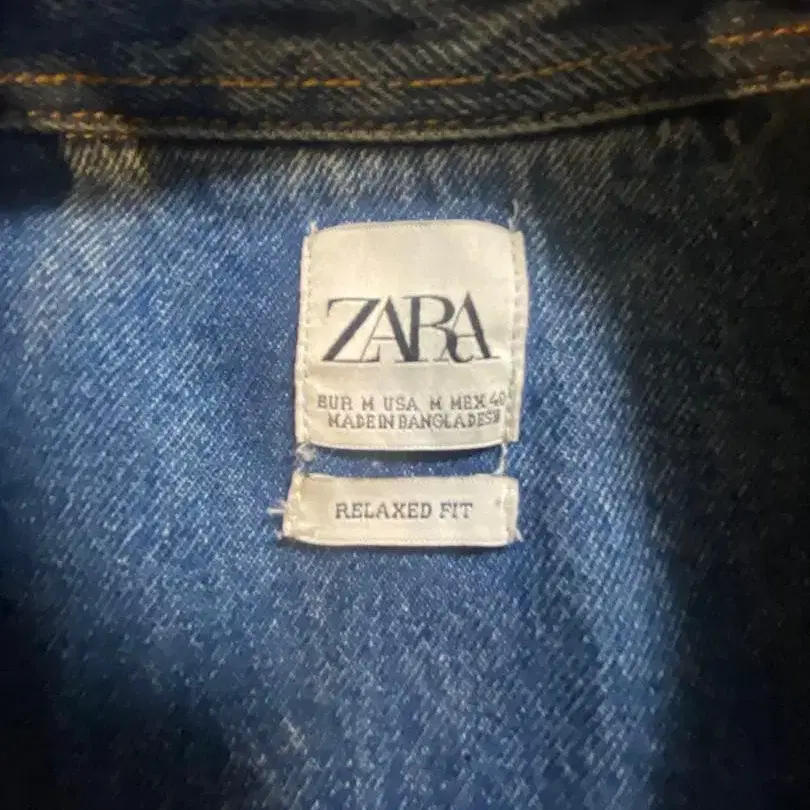 ZARA
EUR M USA M MEX 40
MADE IN BANGLADESH
RELAXED FIT